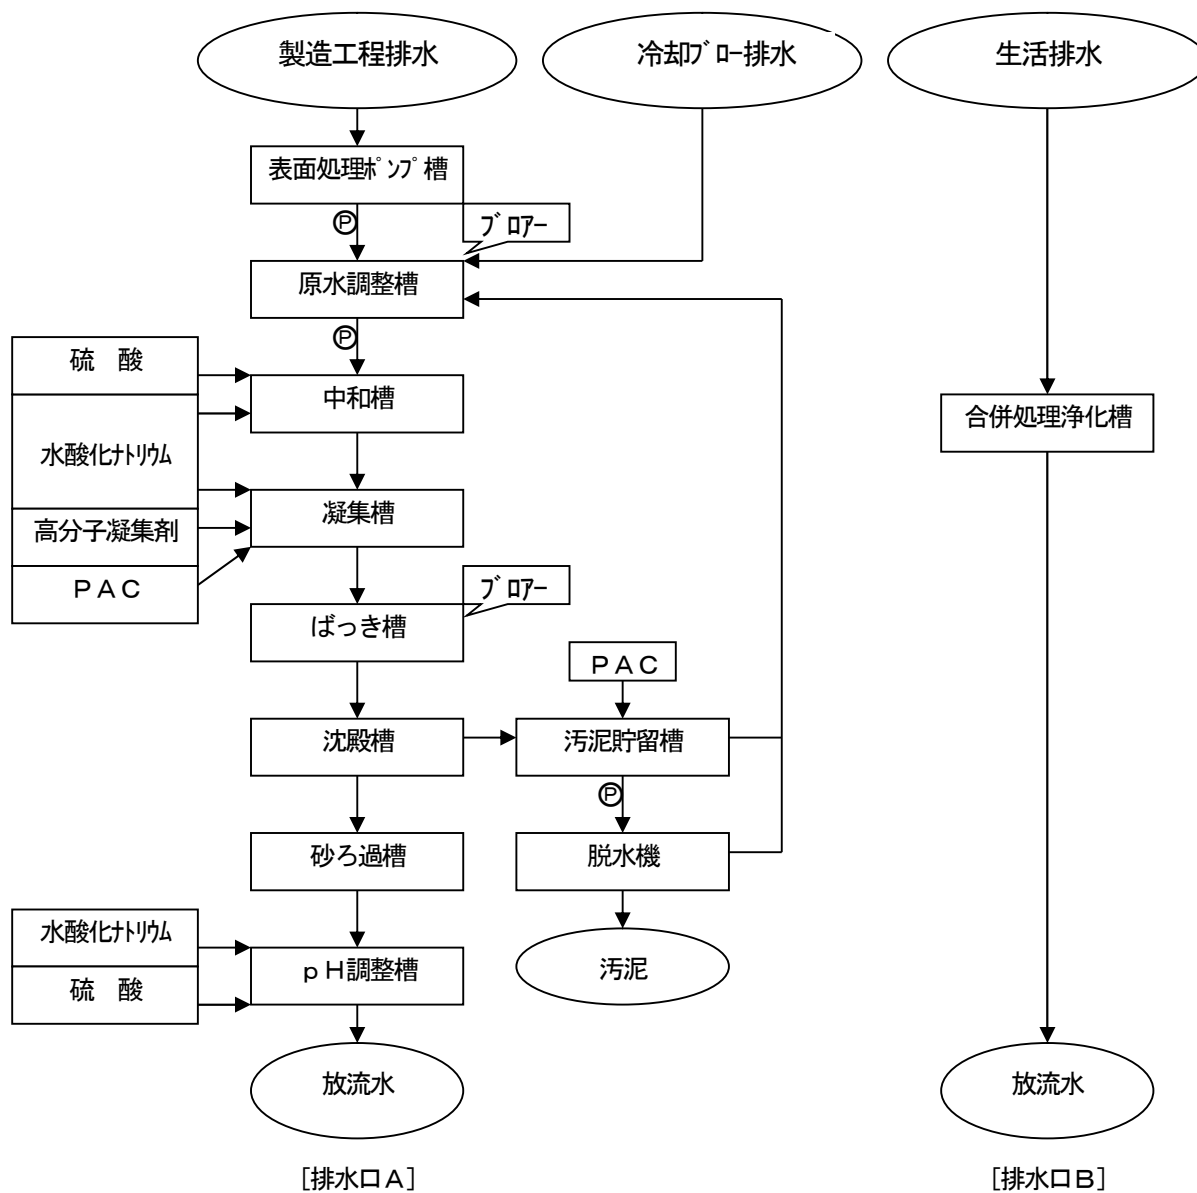 製造工程排水
冷却ﾌﾞﾛｰ排水
生活排水
表面処理ﾎﾟﾝﾌﾟ槽
Ⓟ
ﾌﾞﾛｱｰ
原水調整槽
Ⓟ
硫　酸
中和槽
水酸化ﾅﾄﾘｳﾑ
合併処理浄化槽
凝集槽
高分子凝集剤
ＰＡＣ
ﾌﾞﾛｱｰ
ばっき槽
ＰＡＣ
沈殿槽
汚泥貯留槽
Ⓟ
砂ろ過槽
脱水機
水酸化ﾅﾄﾘｳﾑ
ｐＨ調整槽
汚泥
硫　酸
放流水
放流水
［排水口Ａ］
［排水口Ｂ］